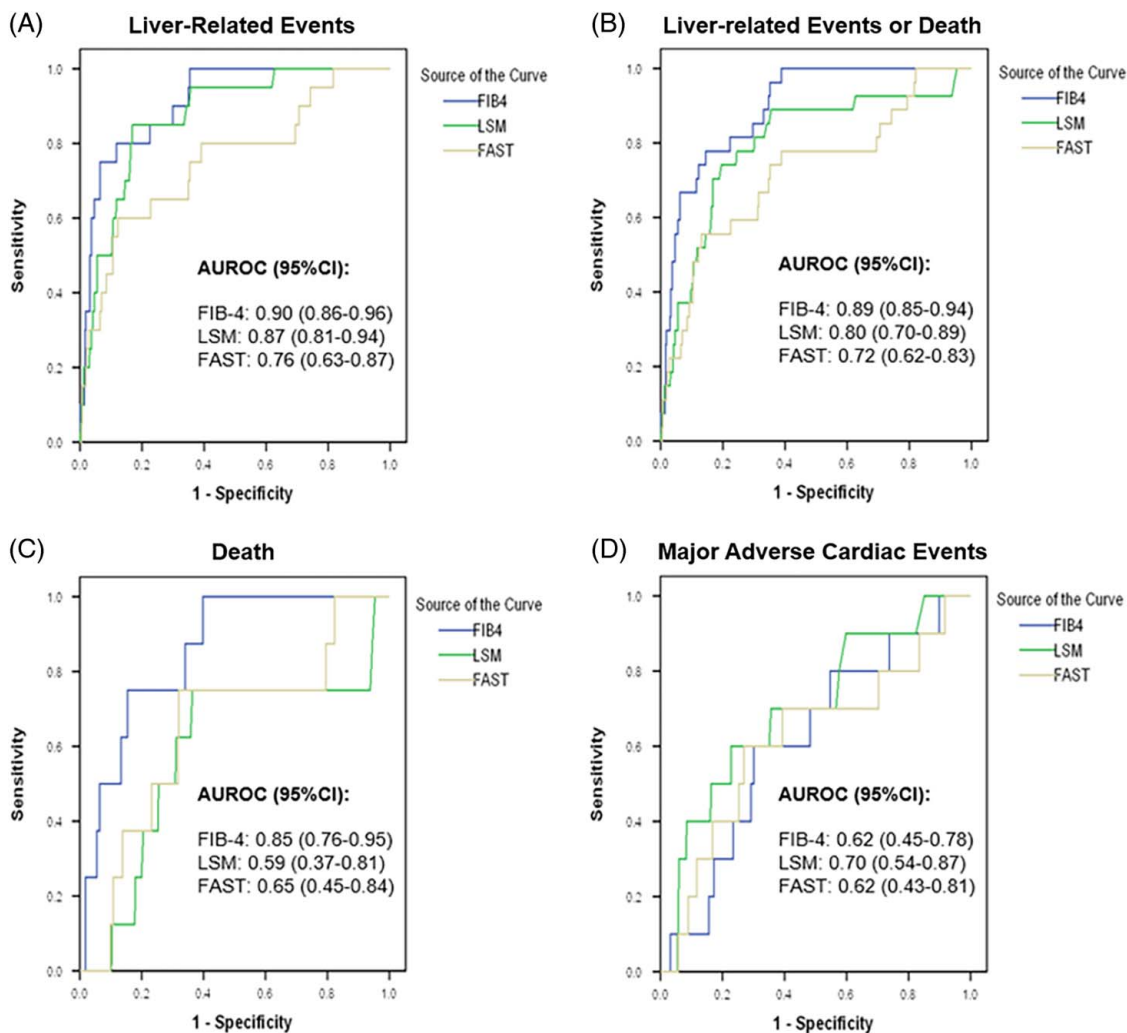 (A) Liver-Related Events
Source of the Curve
FIB4
LSM
FAST
1.0
0.8
0.6
0.4
0.2
0.0
Sensitivity
AUROC (95%CI):
FIB-4: 0.90 (0.86-0.96)
LSM: 0.87 (0.81-0.94)
FAST: 0.76 (0.63-0.87)
0.0 0.2 0.4 0.6 0.8 1.0
1 - Specificity
(B) Liver-related Events or Death
Source of the Curve
FIB4
LSM
FAST
1.0
0.8
0.6
0.4
0.2
0.0
Sensitivity
AUROC (95%CI):
FIB-4: 0.89 (0.85-0.94)
LSM: 0.80 (0.70-0.89)
FAST: 0.72 (0.62-0.83)
0.0 0.2 0.4 0.6 0.8 1.0
1 - Specificity
(C) Death
Source of the Curve
FIB4
LSM
FAST
1.0
0.8
0.6
0.4
0.2
0.0
Sensitivity
AUROC (95%CI):
FIB-4: 0.85 (0.76-0.95)
LSM: 0.59 (0.37-0.81)
FAST: 0.65 (0.45-0.84)
0.0 0.2 0.4 0.6 0.8 1.0
1 - Specificity
(D) Major Adverse Cardiac Events
Source of the Curve
FIB4
LSM
FAST
1.0
0.8
0.6
0.4
0.2
0.0
Sensitivity
AUROC (95%CI):
FIB-4: 0.62 (0.45-0.78)
LSM: 0.70 (0.54-0.87)
FAST: 0.62 (0.43-0.81)
0.0 0.2 0.4 0.6 0.8 1.0
1 - Specificity